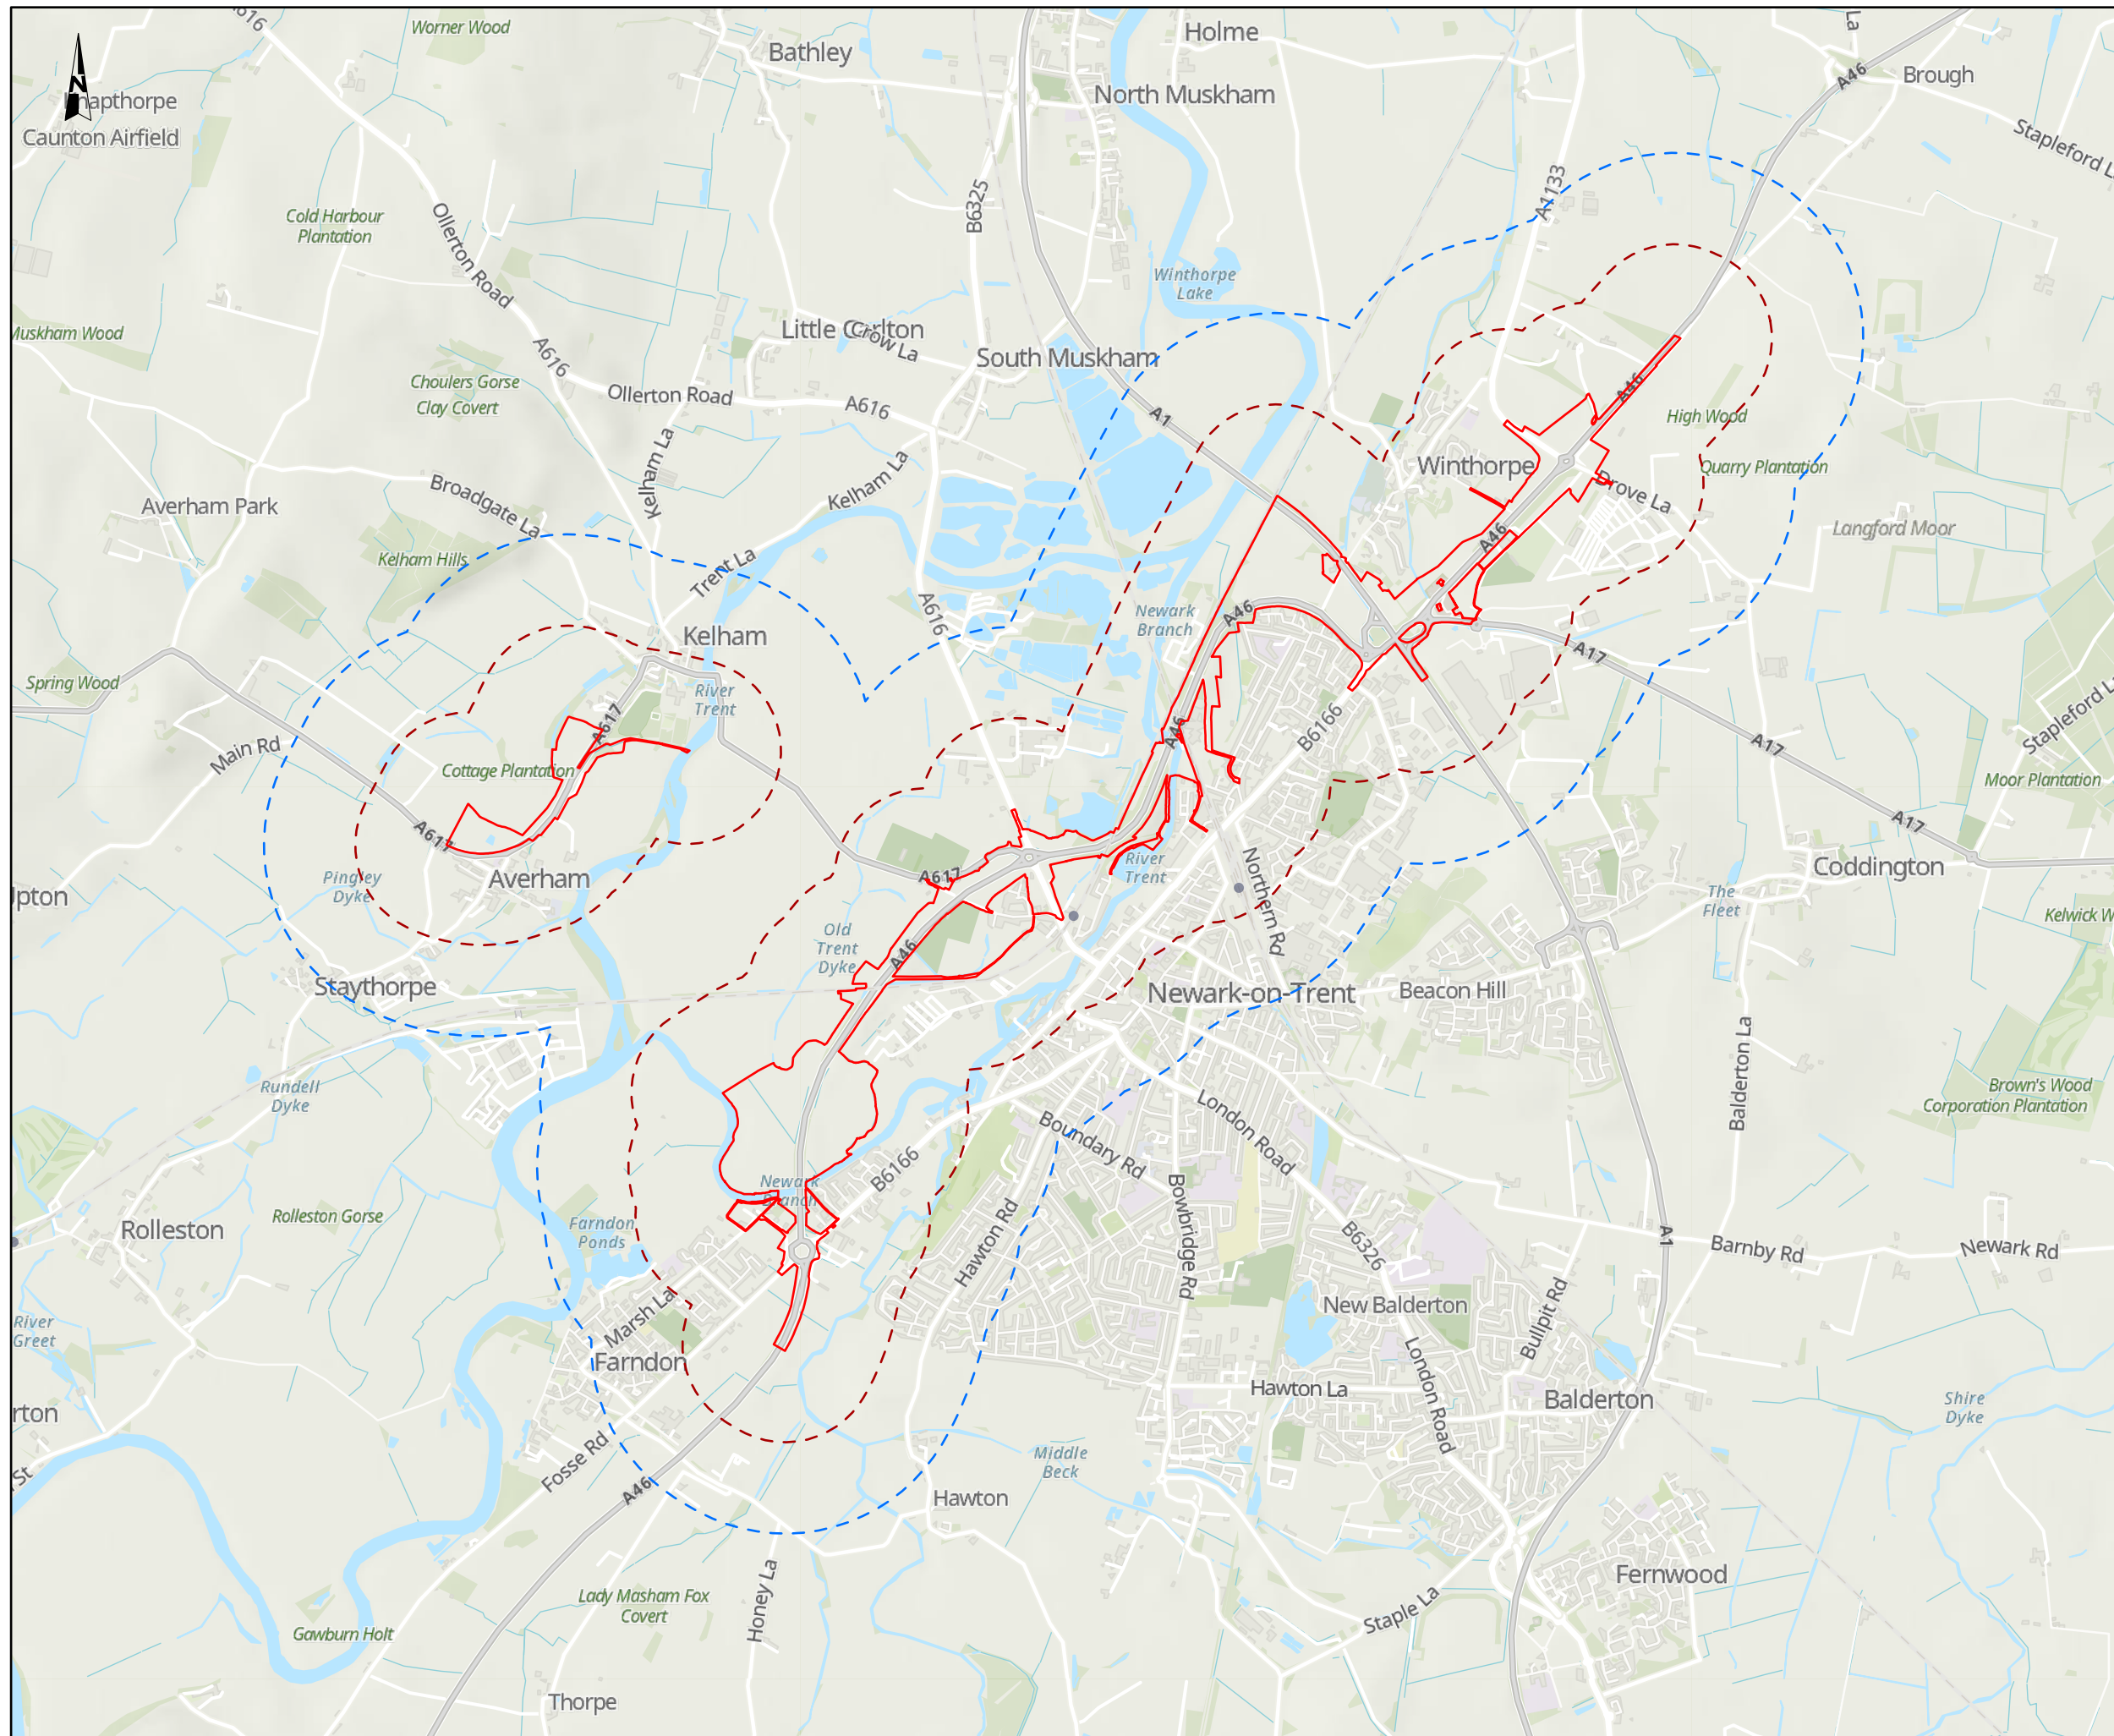 A616
Worner Wood
Bathley
Holme
La
A46
Brough
N
Caunton Airfield
North Muskham
Stapleford L
Cold Harbour
Plantation
Ollerton Road
B6325
A1133
Winthorpe
Lake
Muskham Wood
Little Carlton
Crow La
South Muskham
A616
Choulers Gorse
Clay Covert
Ollerton Road
A616
A1
A46
High Wood
Kelham La
Kelham La
Winthorpe
Quarry Plantation
Averham Park
Broadgate La
Drove La
Langford Moor
Kelham Hills
Trent La
A46
A616
Newark
Branch
A46
Kelham
A17
Spring Wood
River
Trent
A617
A46
B6166
Main Rd
A17
Stapleford L
Cottage Plantation
Moor Plantation
A617
A17
Averham
A617
River
Trent
Northern Rd
Coddington
Pingley
Dyke
The
Fleet
Kelwick W
Old
Trent
Dyke
A46
Staythorpe
Newark-on-Trent
Beacon Hill
Balderton La
Rundell
Dyke
Brown's Wood
Corporation Plantation
London Road
Boundary Rd
B6166
Newark
Branch
Bowbridge Rd
Rolleston
Rolleston Gorse
Farndon
Ponds
Hawton Rd
B6326
A1
Barnby Rd
Newark Rd
River
Greet
Marsh La
New Balderton
Bullpit Rd
Farndon
London Road
Hawton La
Balderton
rton
Shire
Dyke
Fosse Rd
Middle
Beck
St
A46
Hawton
Fernwood
Honey La
Lady Masham Fox
Covert
Staple La
Gawburn Holt
Thorpe